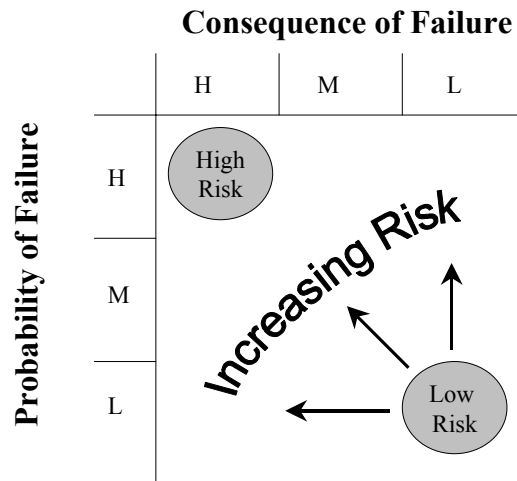 Consequence of Failure
H M L
Probability of Failure
H
High
Risk
Increasing Risk
M
L
Low
Risk